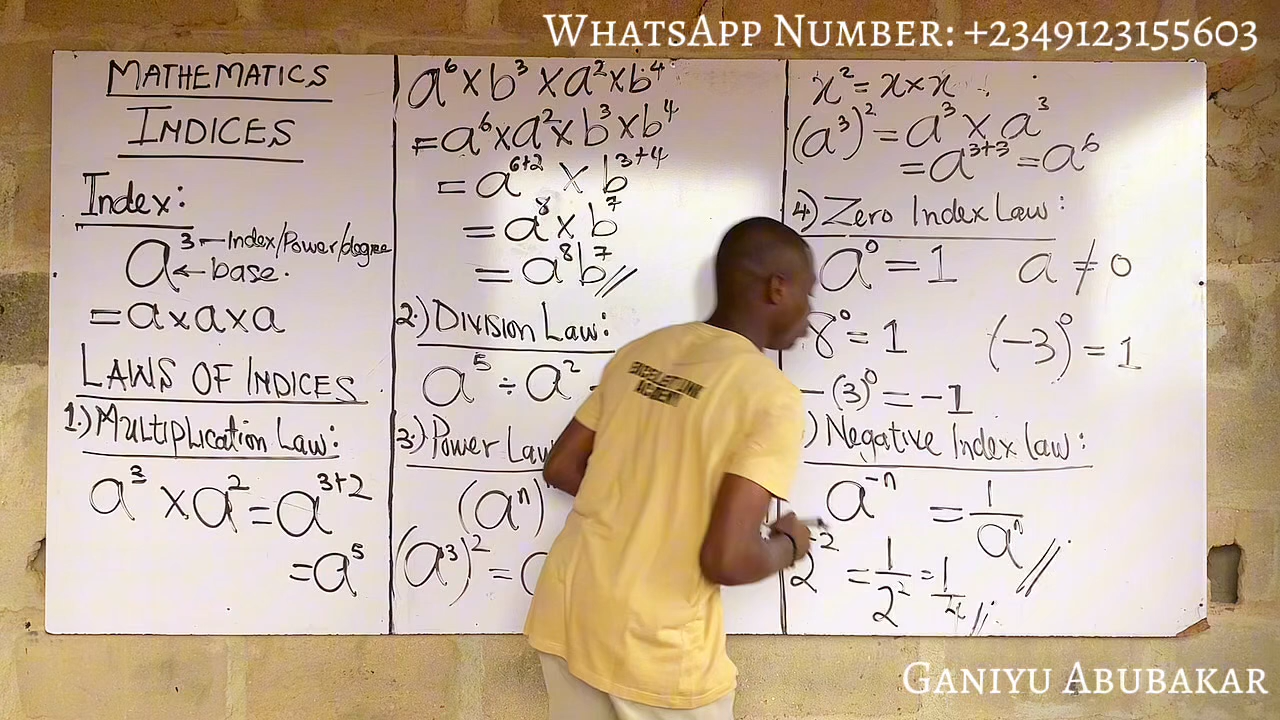 WhatsApp Number: +2349123155603
MATHEMATICS
INDICES
Index:
a³ ← Index/Power/degree
← base.
= a × a × a
LAWS OF INDICES
1.) Multiplication Law:
a³ × a² = a³⁺²
= a⁵
a⁶ × b³ × a² × b⁴
= a⁶ × a² × b³ × b⁴
= a⁶⁺² × b³⁺⁴
= a⁸ × b⁷
= a⁸b⁷//
2.) Division Law:
a⁵ ÷ a²
3.) Power Law
(aⁿ)
(a³)² =
x² = x × x
(a³)² = a³ × a³
= a³⁺³ = a⁶
4.) Zero Index Law:
a⁰ = 1 a ≠ 0
8⁰ = 1 (-3)⁰ = 1
-(3)⁰ = -1
) Negative Index law:
a⁻ⁿ = 1/aⁿ //
2⁻² = 1/2² = 1/4 //
Ganiyu Abubakar